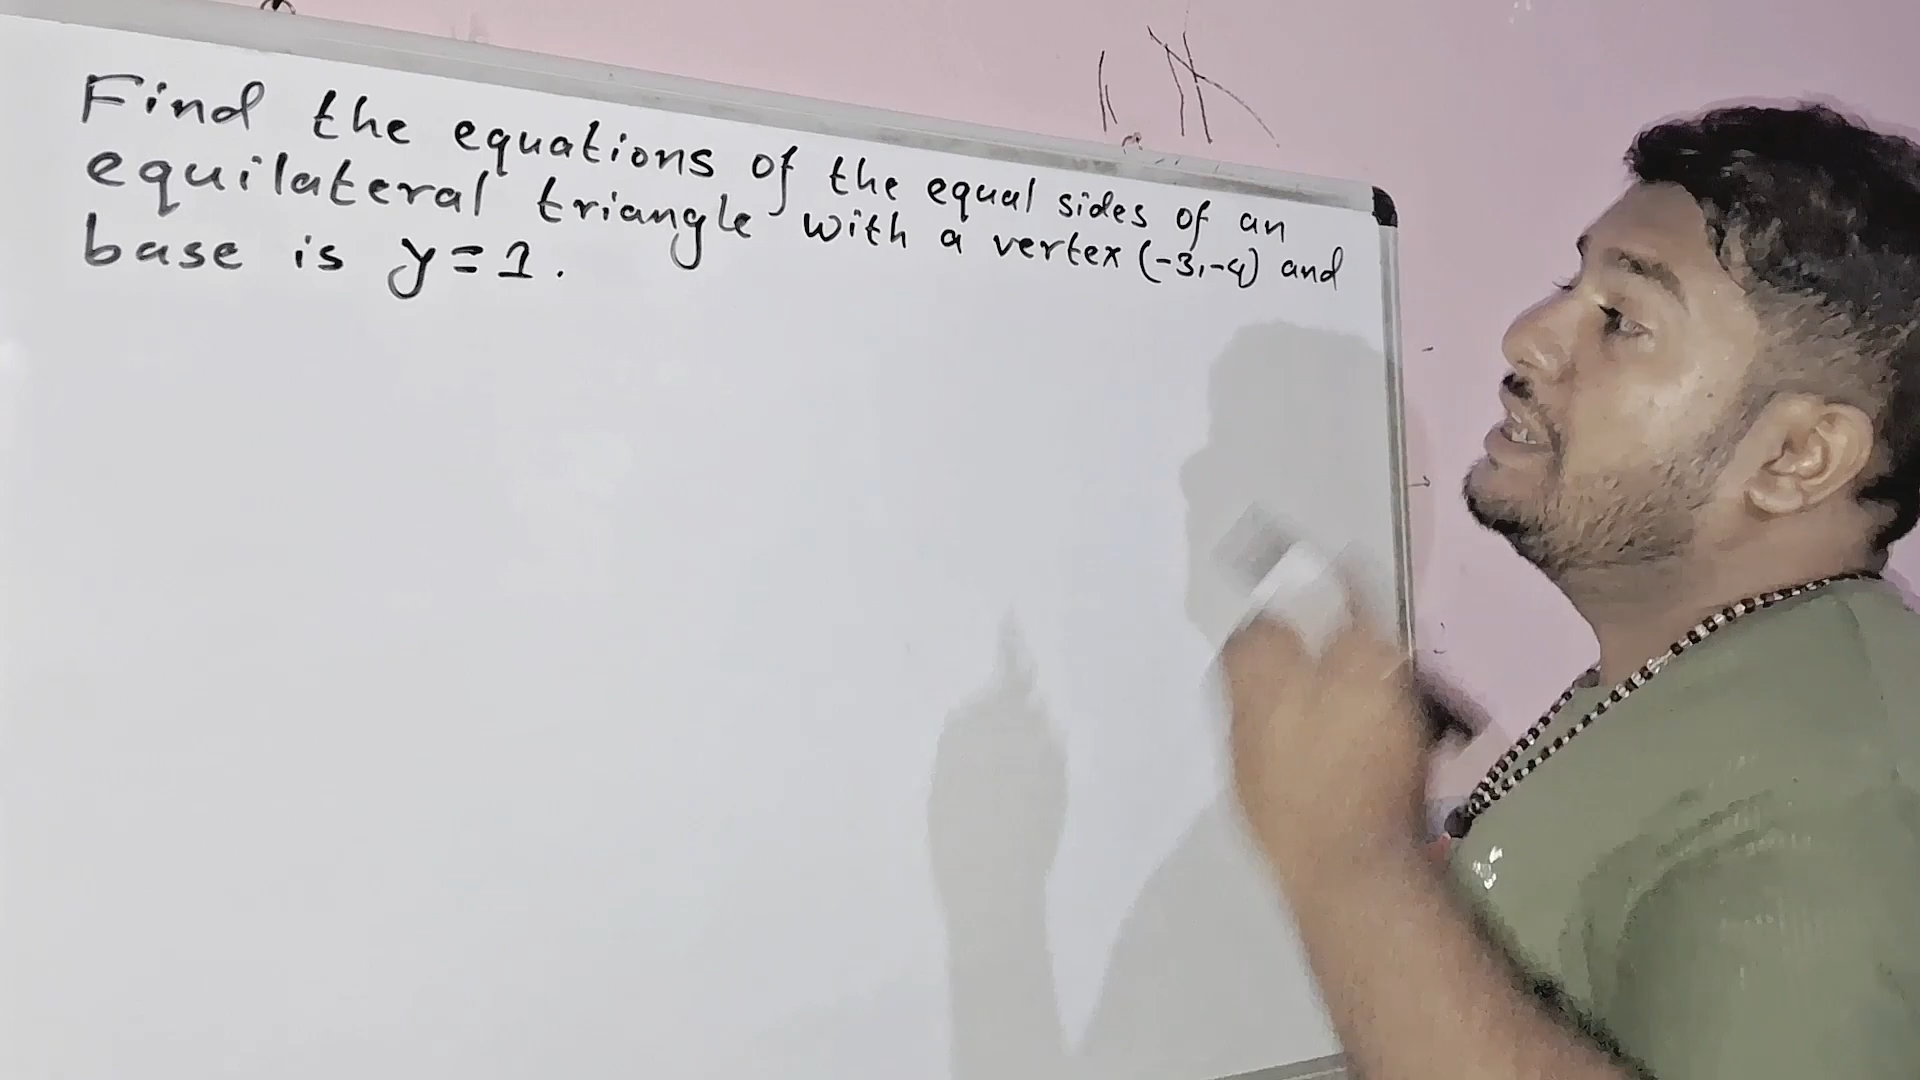 Find the equations of the equal sides of an
equilateral triangle with a vertex (-3,-4) and
base is y=1.